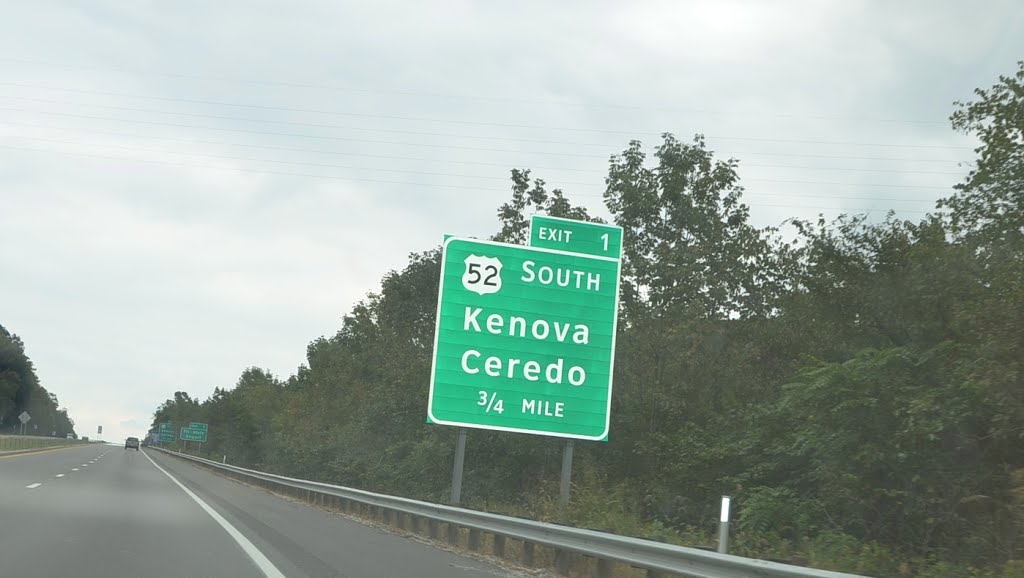 EXIT 1
52 SOUTH
Kenova
Ceredo
3/4 MILE